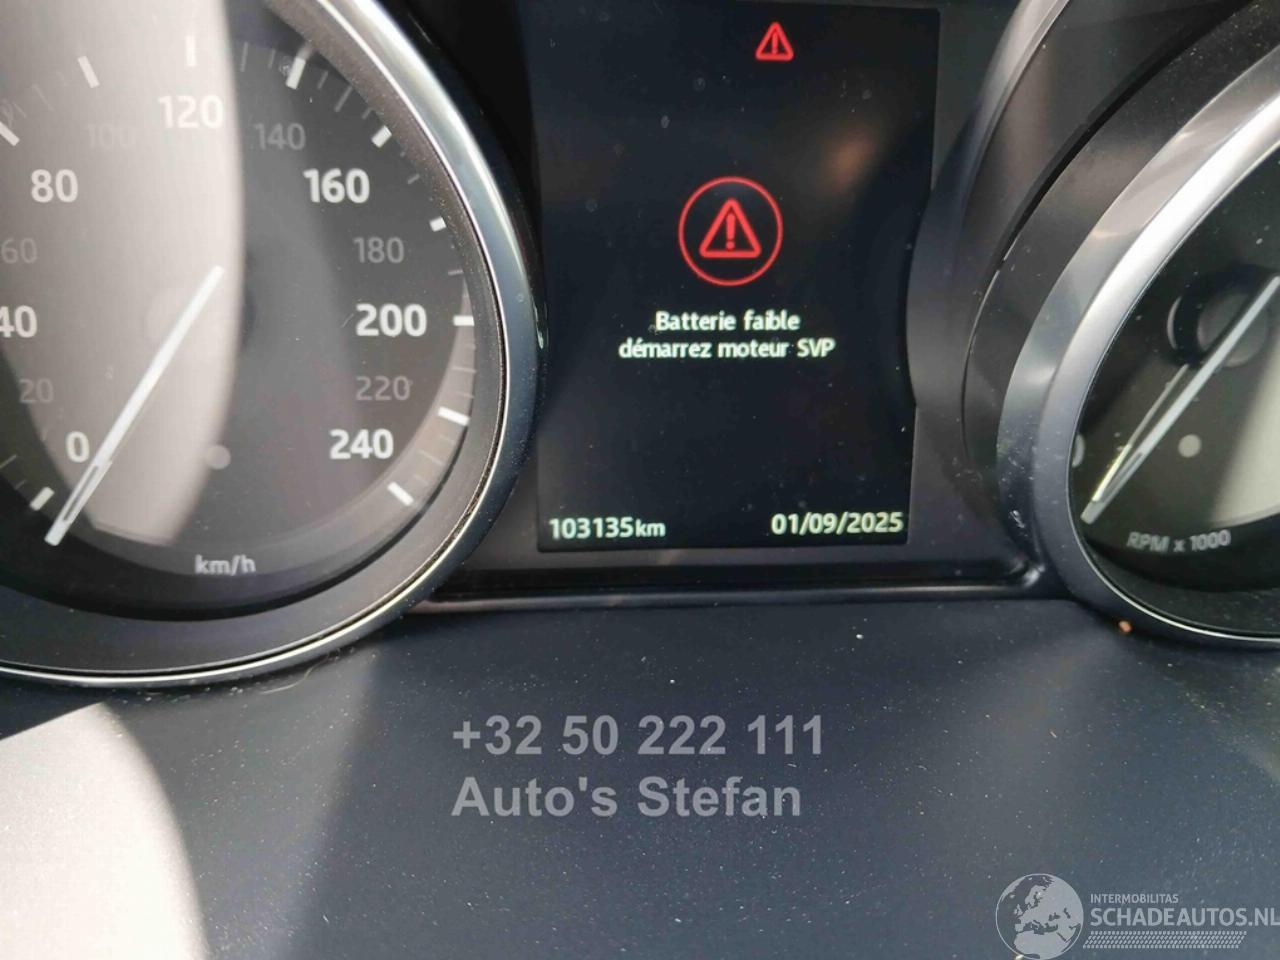 120
100
140
80
160
60
180
40
200
20
220
0
240
km/h
Batterie faible
démarrez moteur SVP
103135km
01/09/2025
RPM x 1000
+32 50 222 111
Auto's Stefan
INTERMOBILITAS
SCHADEAUTOS.NL